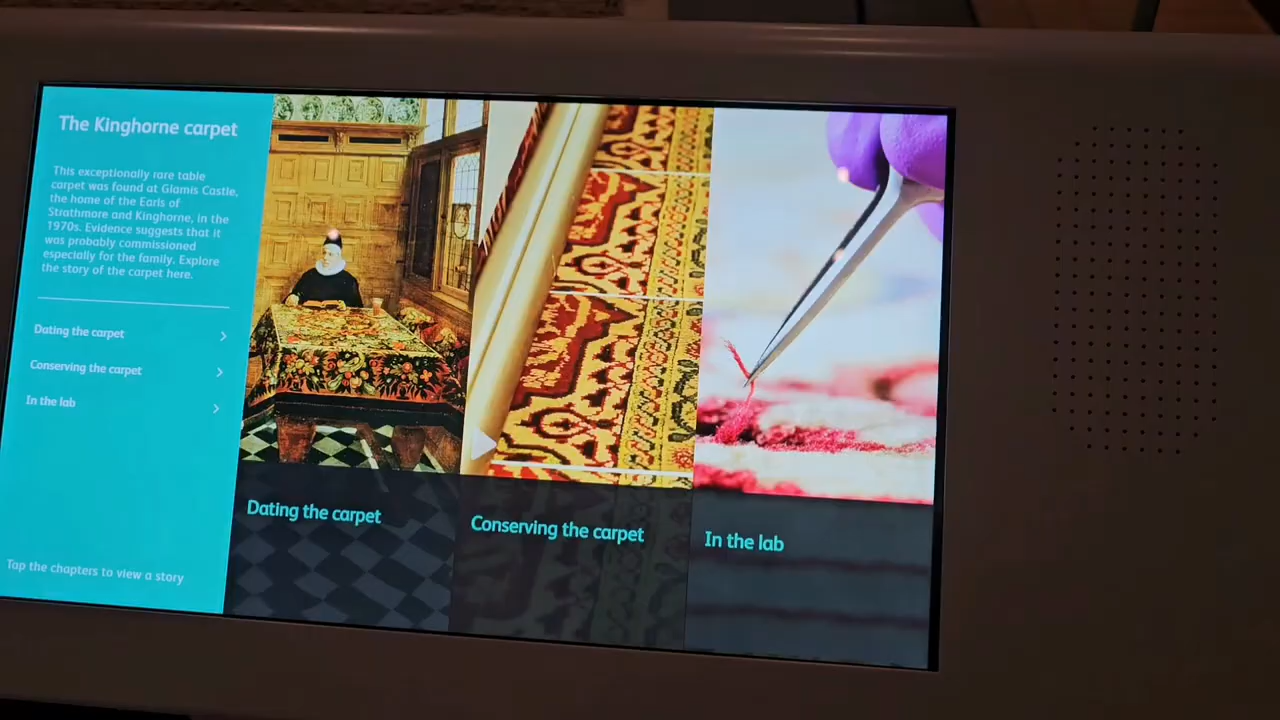 The Kinghorne carpet
This exceptionally rare table
carpet was found at Glamis Castle,
the home of the Earls of
Strathmore and Kinghorne, in the
1970s. Evidence suggests that it
was probably commissioned
especially for the family. Explore
the story of the carpet here.
Dating the carpet
Conserving the carpet
In the lab
Tap the chapters to view a story
Dating the carpet
Conserving the carpet
In the lab